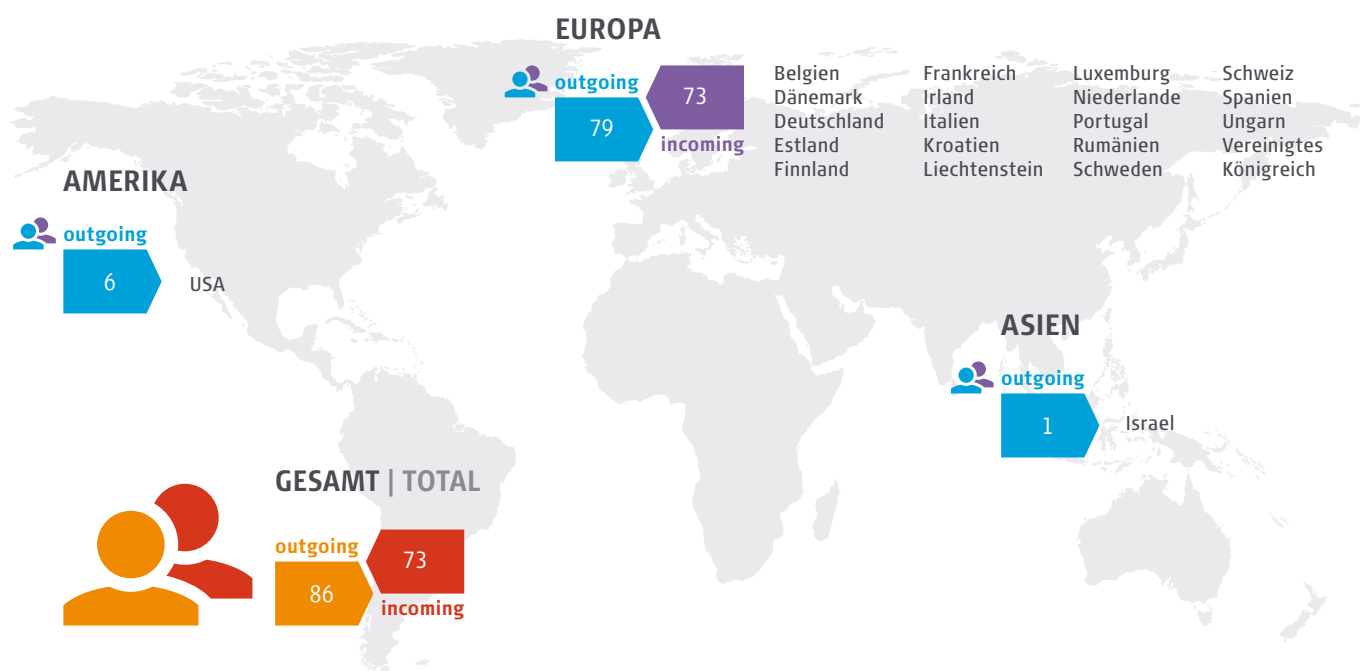 EUROPA
outgoing
79
73
incoming
Belgien
Dänemark
Deutschland
Estland
Finnland
Frankreich
Irland
Italien
Kroatien
Liechtenstein
Luxemburg
Niederlande
Portugal
Rumänien
Schweden
Schweiz
Spanien
Ungarn
Vereinigtes
Königreich
AMERIKA
outgoing
6
USA
ASIEN
outgoing
1
Israel
GESAMT | TOTAL
outgoing
86
73
incoming